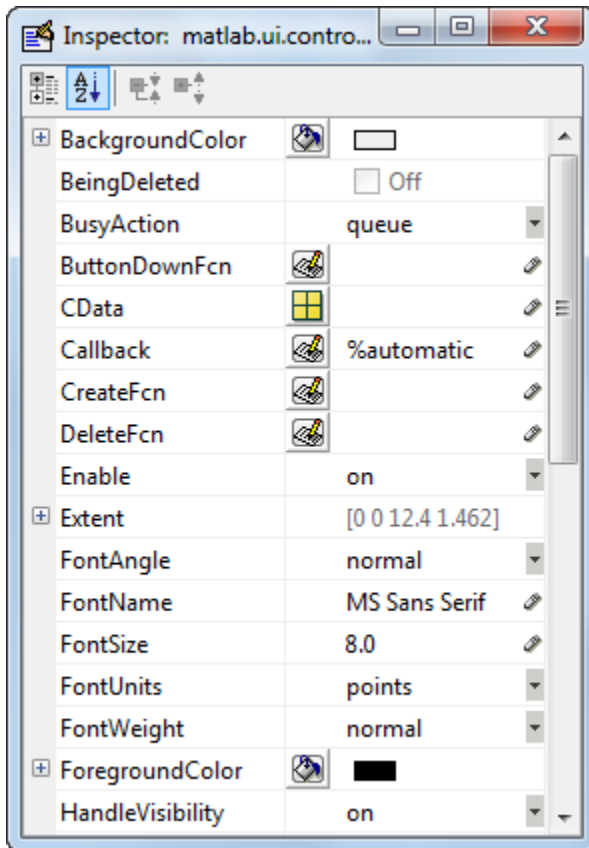 Inspector: matlab.ui.contro...
BackgroundColor
BeingDeleted Off
BusyAction queue
ButtonDownFcn
CData
Callback %automatic
CreateFcn
DeleteFcn
Enable on
Extent [0 0 12.4 1.462]
FontAngle normal
FontName MS Sans Serif
FontSize 8.0
FontUnits points
FontWeight normal
ForegroundColor
HandleVisibility on